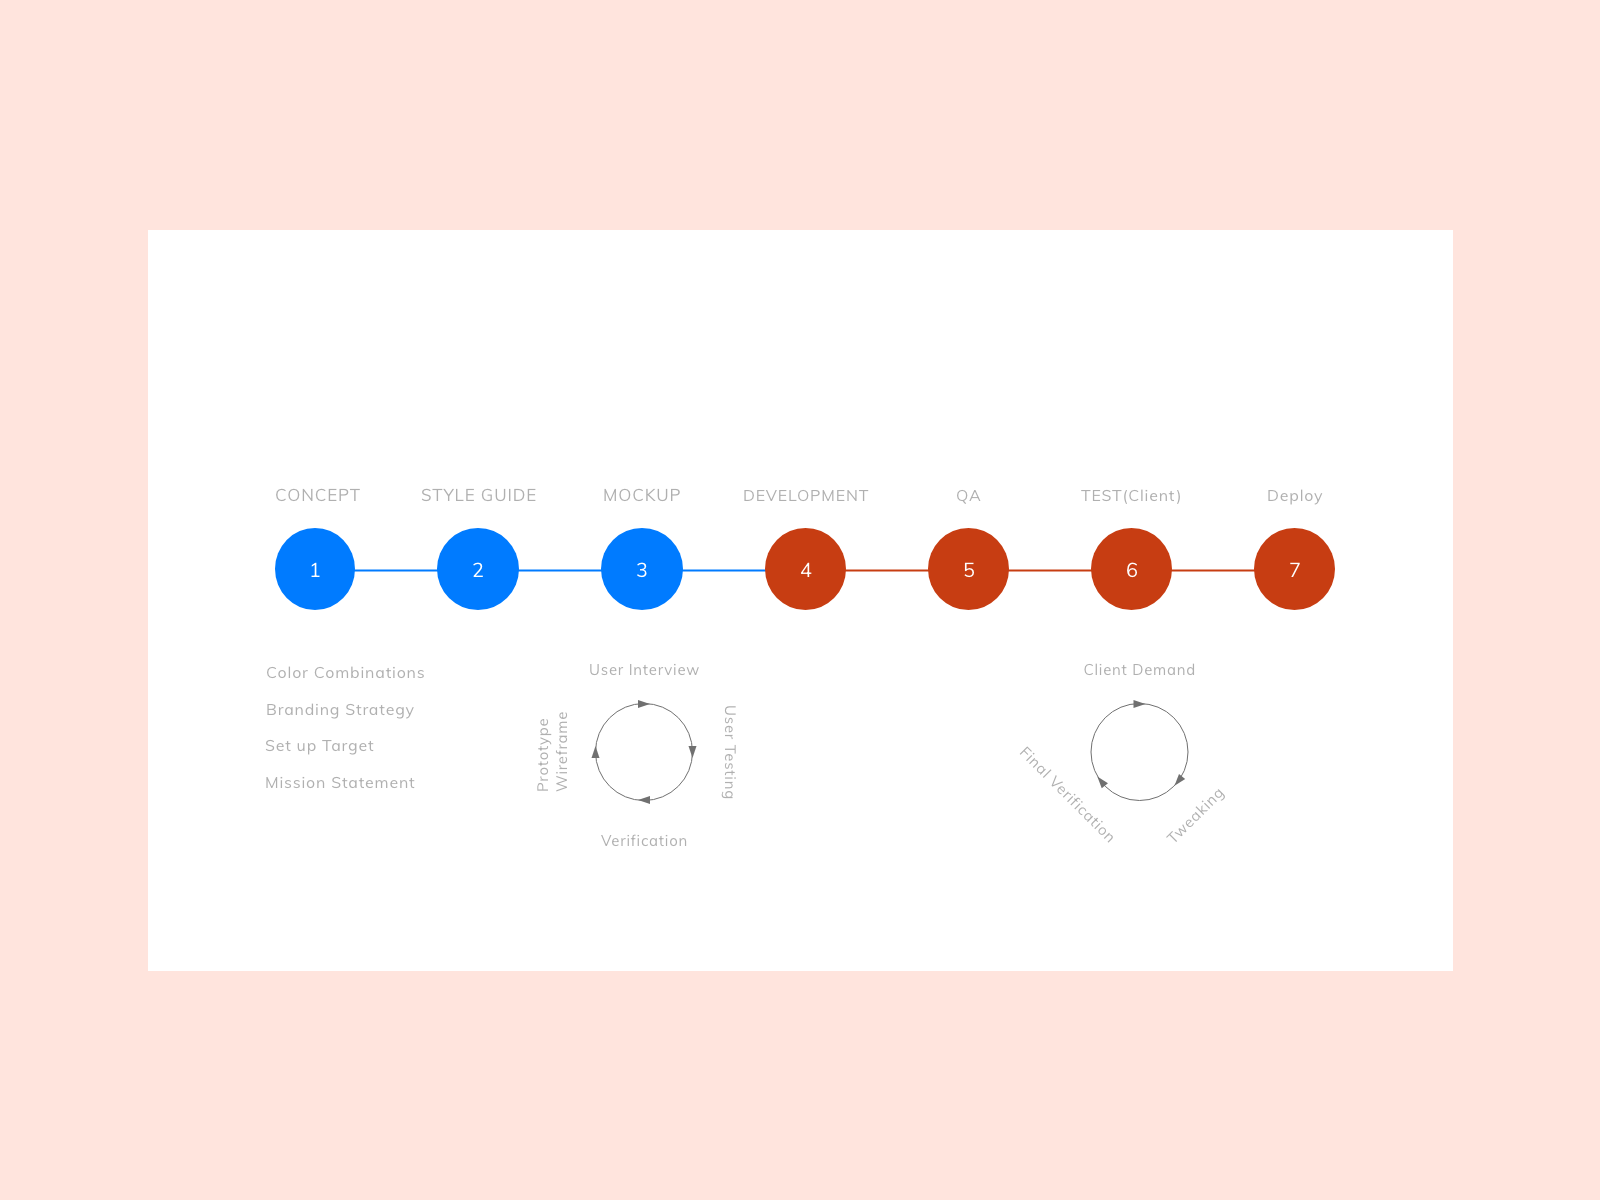 CONCEPT
STYLE GUIDE
MOCKUP
DEVELOPMENT
QA
TEST(Client)
Deploy
1
2
3
4
5
6
7
Color Combinations
Branding Strategy
Set up Target
Mission Statement
User Interview
User Testing
Verification
Prototype
Wireframe
Client Demand
Tweaking
Final Verification